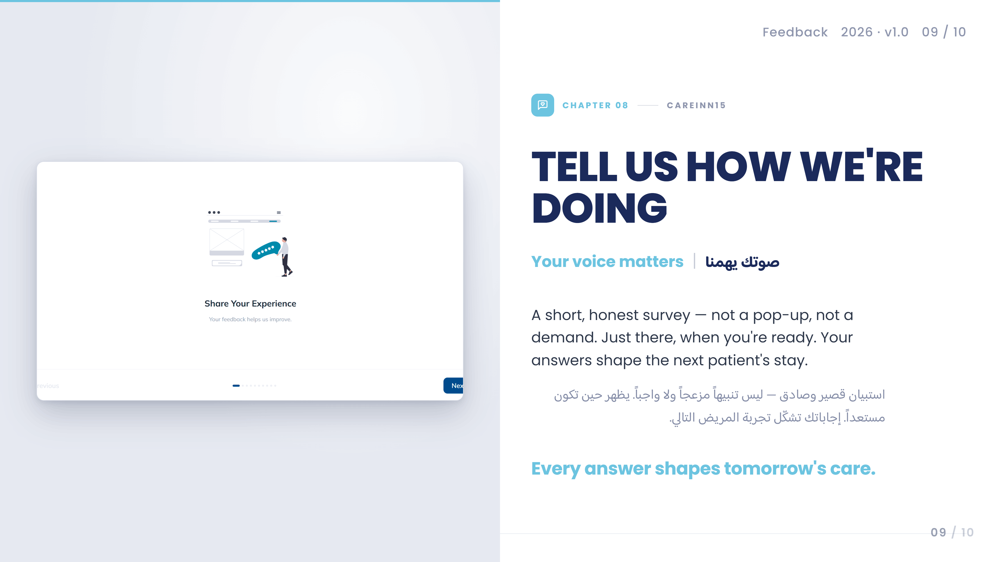 Feedback 2026 · v1.0 09 / 10
CHAPTER 08 CAREINN15
TELL US HOW WE'RE
DOING
Your voice matters | صوتك يهمنا
A short, honest survey — not a pop-up, not a
demand. Just there, when you're ready. Your
answers shape the next patient's stay.
استبيان قصير وصادق — ليس تنبيهاً مزعجاً ولا واجباً. يظهر حين تكون
مستعداً. إجاباتك تشكّل تجربة المريض التالي.
Every answer shapes tomorrow's care.
09 / 10
Share Your Experience
Your feedback helps us improve.
revious
Nex